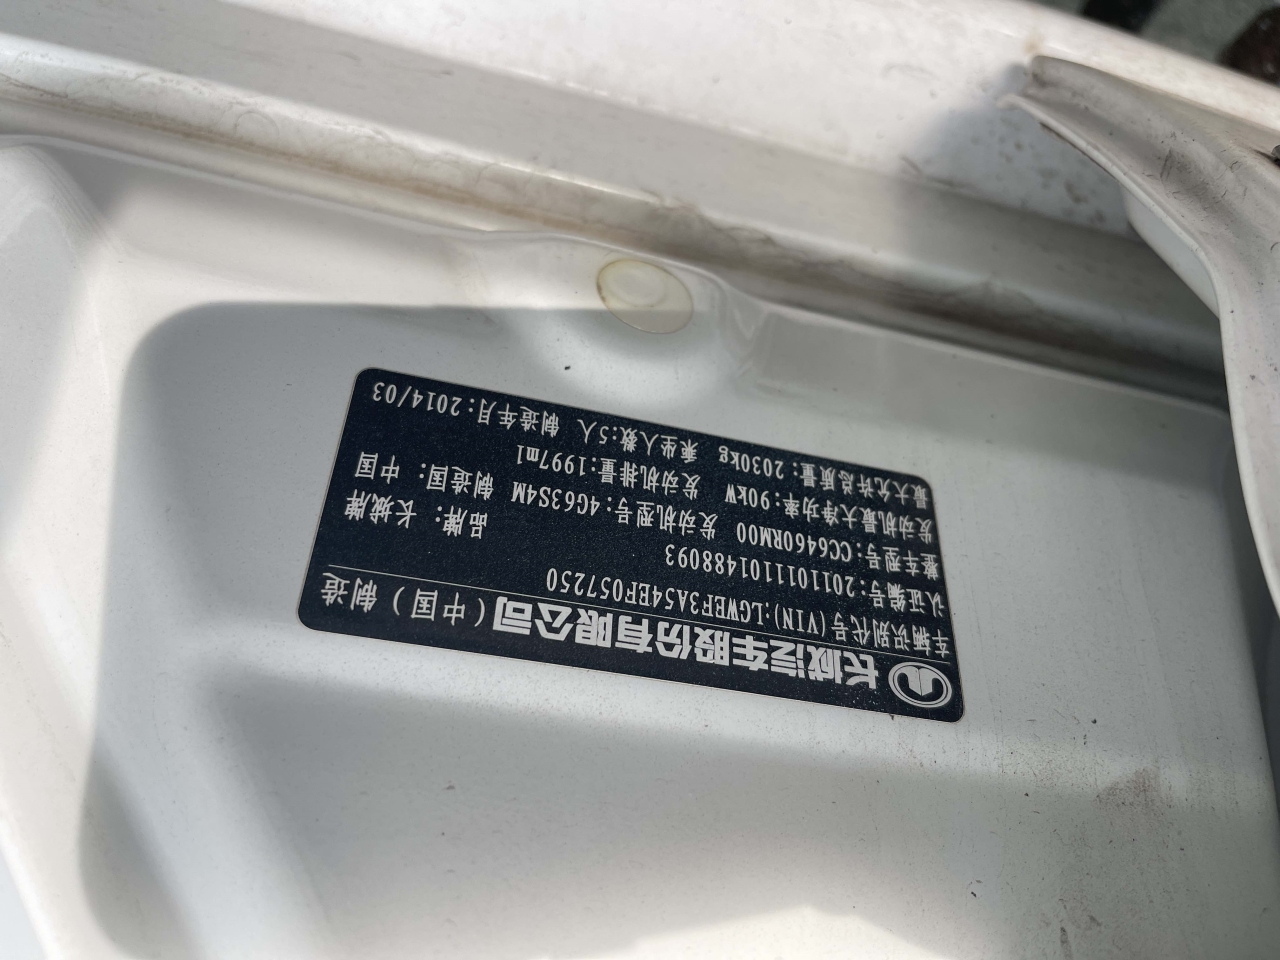 长城汽车股份有限公司(中国)制造
车辆识别代号(VIN):LGWEF3A54EF057250
认证编号:2011011101488093
整车型号:CC6460RM00 品牌:长城牌
发动机型号:4G63S4M 制造国:中国
发动机最大净功率:90kW 发动机排量:1997ml
最大允许总质量:2030kg 乘坐人数:5人 制造年月:2014/03